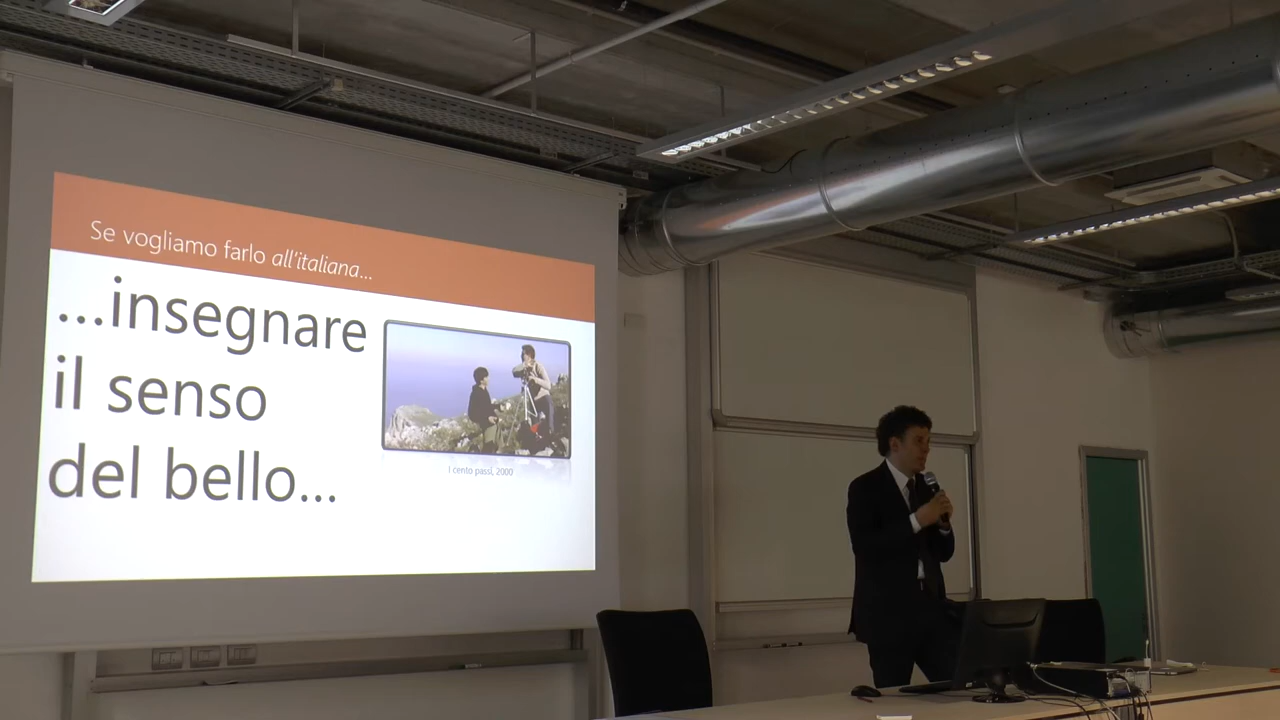 Se vogliamo farlo all'italiana...
...insegnare
il senso
del bello...
I cento passi, 2000